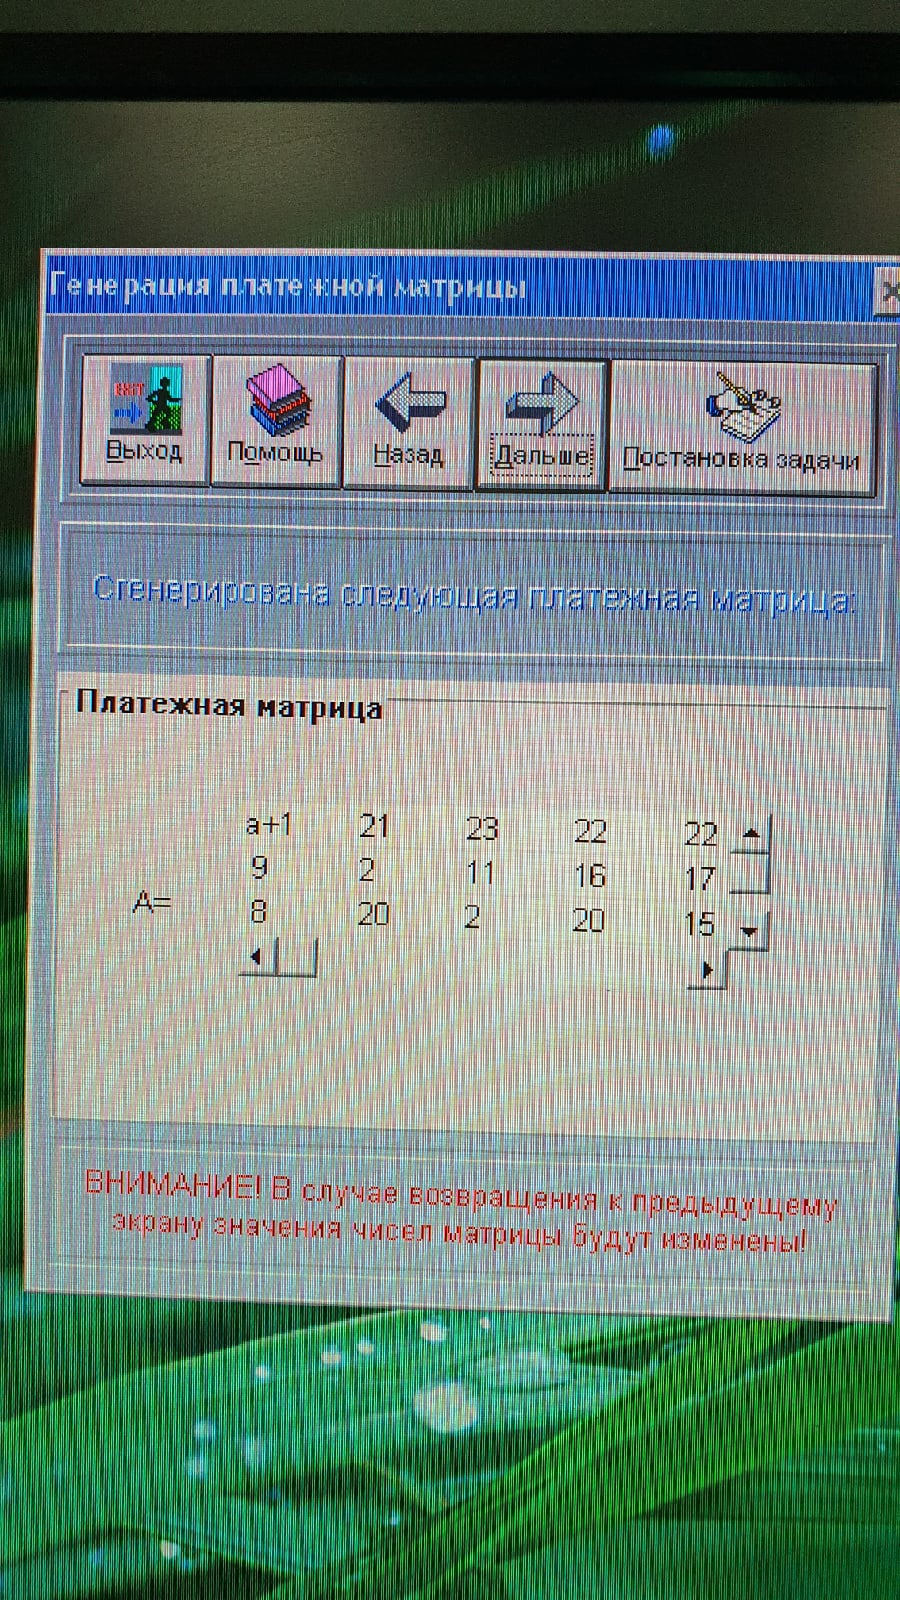 Генерация платежной матрицы
EXIT
Выход Помощь Назад Дальше Постановка задачи
Сгенерирована следующая платежная матрица:
Платежная матрица
a+1 21 23 22 22
9 2 11 16 17
A=
8 20 2 20 15
ВНИМАНИЕ! В случае возвращения к предыдущему
экрану значения чисел матрицы будут изменены!